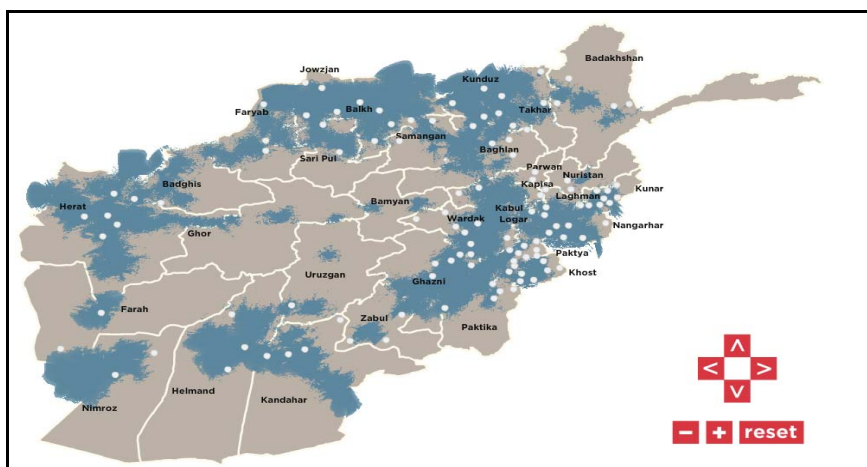 Badakhshan
Jowzjan
Kunduz
Faryab
Balkh
Takhar
Samangan
Baghlan
Sari Pul
Parwan
Nuristan
Badghis
Kapisa
Kunar
Laghman
Herat
Bamyan
Kabul
Wardak
Logar
Nangarhar
Ghor
Paktya
Khost
Uruzgan
Ghazni
Farah
Zabul
Paktika
Helmand
Kandahar
Nimroz
^
< >
v
- + reset